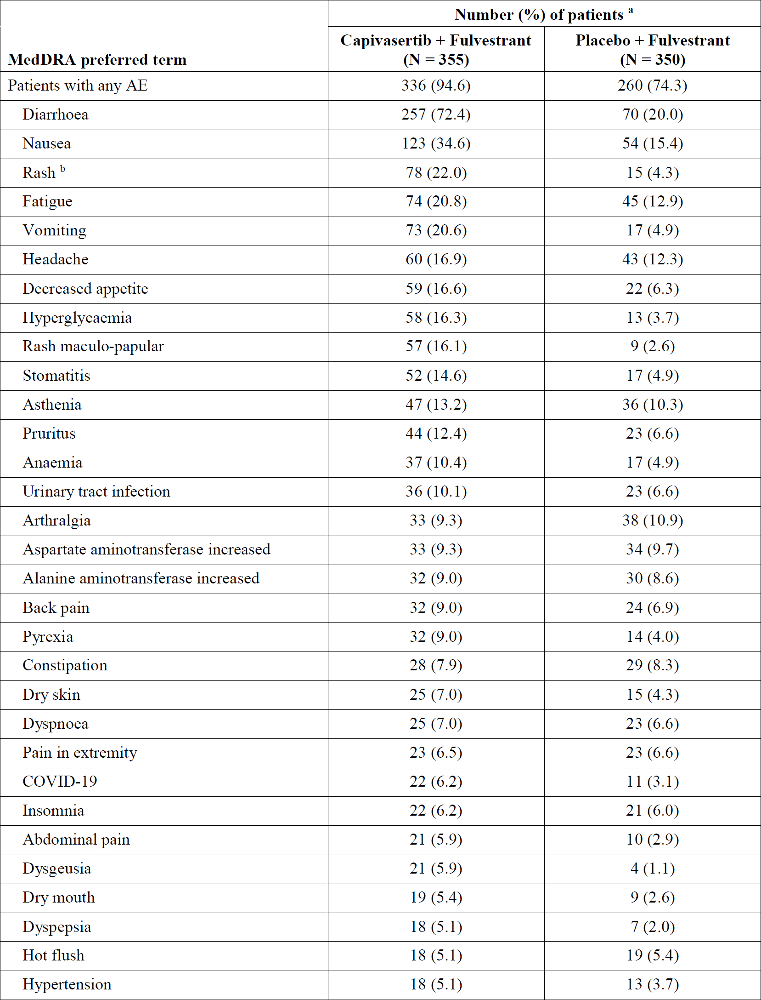 Number (%) of patients a
MedDRA preferred term
Capivasertib + Fulvestrant
(N = 355)
Placebo + Fulvestrant
(N = 350)
Patients with any AE 336 (94.6) 260 (74.3)
Diarrhoea 257 (72.4) 70 (20.0)
Nausea 123 (34.6) 54 (15.4)
Rash b 78 (22.0) 15 (4.3)
Fatigue 74 (20.8) 45 (12.9)
Vomiting 73 (20.6) 17 (4.9)
Headache 60 (16.9) 43 (12.3)
Decreased appetite 59 (16.6) 22 (6.3)
Hyperglycaemia 58 (16.3) 13 (3.7)
Rash maculo-papular 57 (16.1) 9 (2.6)
Stomatitis 52 (14.6) 17 (4.9)
Asthenia 47 (13.2) 36 (10.3)
Pruritus 44 (12.4) 23 (6.6)
Anaemia 37 (10.4) 17 (4.9)
Urinary tract infection 36 (10.1) 23 (6.6)
Arthralgia 33 (9.3) 38 (10.9)
Aspartate aminotransferase increased 33 (9.3) 34 (9.7)
Alanine aminotransferase increased 32 (9.0) 30 (8.6)
Back pain 32 (9.0) 24 (6.9)
Pyrexia 32 (9.0) 14 (4.0)
Constipation 28 (7.9) 29 (8.3)
Dry skin 25 (7.0) 15 (4.3)
Dyspnoea 25 (7.0) 23 (6.6)
Pain in extremity 23 (6.5) 23 (6.6)
COVID-19 22 (6.2) 11 (3.1)
Insomnia 22 (6.2) 21 (6.0)
Abdominal pain 21 (5.9) 10 (2.9)
Dysgeusia 21 (5.9) 4 (1.1)
Dry mouth 19 (5.4) 9 (2.6)
Dyspepsia 18 (5.1) 7 (2.0)
Hot flush 18 (5.1) 19 (5.4)
Hypertension 18 (5.1) 13 (3.7)